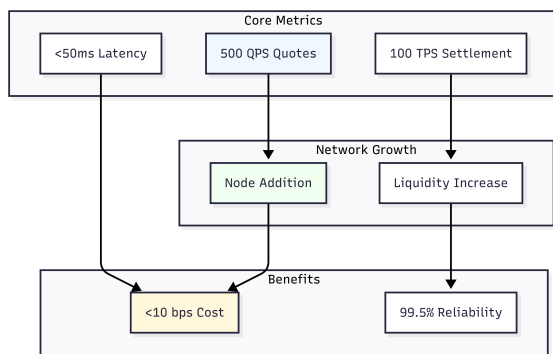 Core Metrics
<50ms Latency
500 QPS Quotes
100 TPS Settlement
Network Growth
Node Addition
Liquidity Increase
Benefits
<10 bps Cost
99.5% Reliability